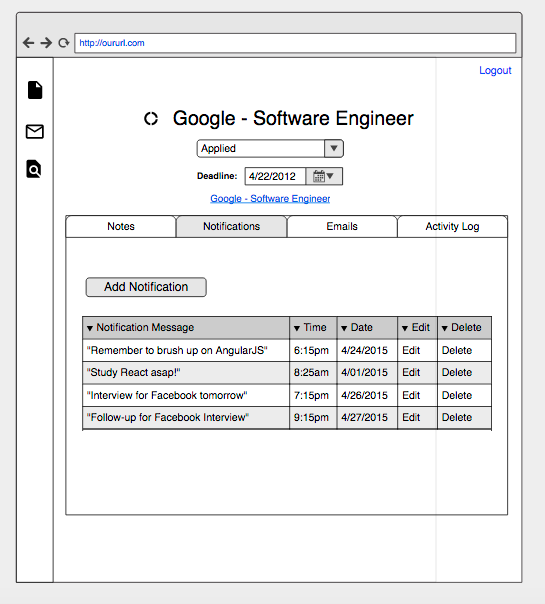 http://oururl.com
Logout
Google - Software Engineer
Applied
Deadline: 4/22/2012
Google - Software Engineer
Notes Notifications Emails Activity Log
Add Notification
Notification Message Time Date Edit Delete
"Remember to brush up on AngularJS" 6:15pm 4/24/2015 Edit Delete
"Study React asap!" 8:25am 4/01/2015 Edit Delete
"Interview for Facebook tomorrow" 7:15pm 4/26/2015 Edit Delete
"Follow-up for Facebook Interview" 9:15pm 4/27/2015 Edit Delete